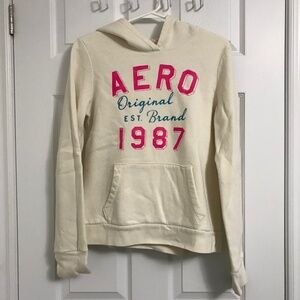 AERO
Original
EST. Brand
1987